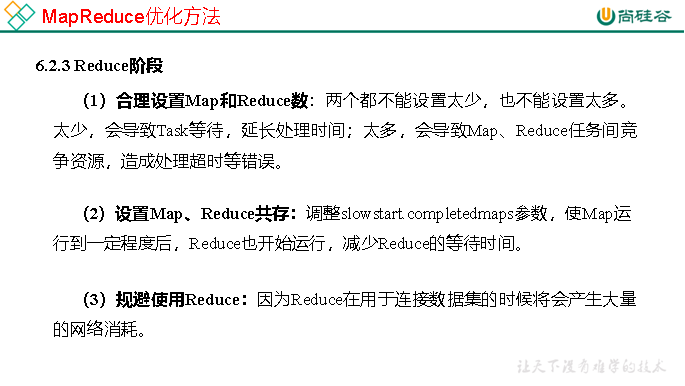 MapReduce优化方法
尚硅谷
6.2.3 Reduce阶段
（1）合理设置Map和Reduce数：两个都不能设置太少，也不能设置太多。
太少，会导致Task等待，延长处理时间；太多，会导致Map、Reduce任务间竞
争资源，造成处理超时等错误。
（2）设置Map、Reduce共存：调整slowstart.completedmaps参数，使Map运
行到一定程度后，Reduce也开始运行，减少Reduce的等待时间。
（3）规避使用Reduce：因为Reduce在用于连接数据集的时候将会产生大量
的网络消耗。
让天下没有难学的技术